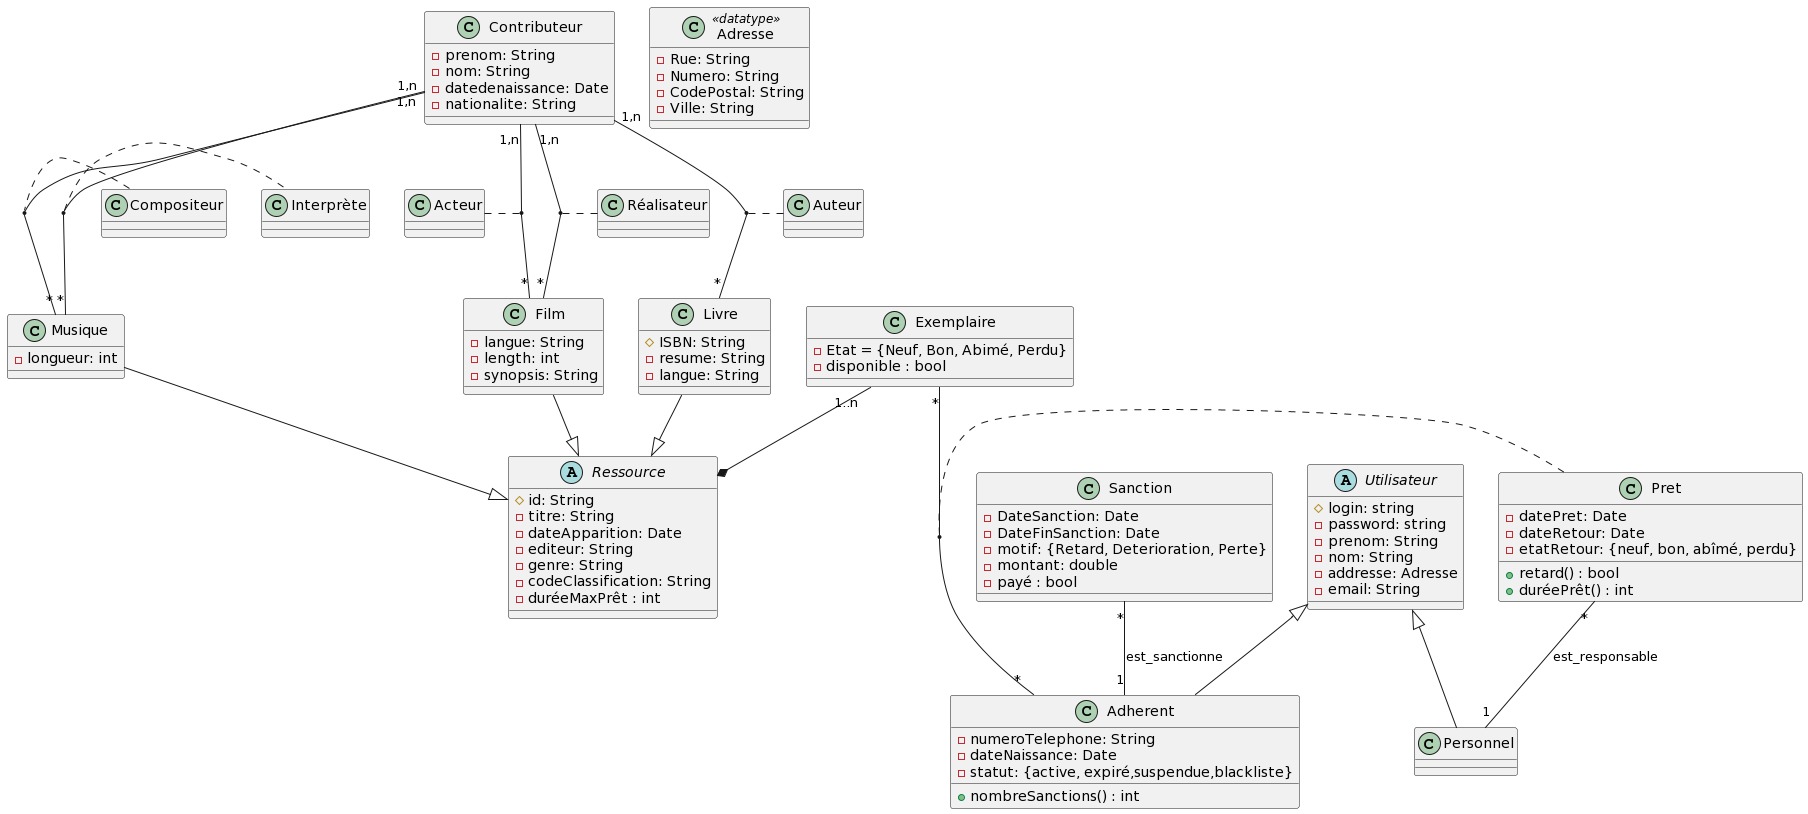 C Contributeur
prenom: String
nom: String
datedenaissance: Date
nationalite: String
«datatype»
C Adresse
Rue: String
Numero: String
CodePostal: String
Ville: String
1,n
1,n
1,n
1,n
1,n
C Compositeur
C Interprète
C Acteur
C Réalisateur
C Auteur
*
*
*
*
*
C Musique
longueur: int
C Film
langue: String
length: int
synopsis: String
C Livre
ISBN: String
resume: String
langue: String
C Exemplaire
Etat = {Neuf, Bon, Abimé, Perdu}
disponible : bool
1..n
*
A Ressource
id: String
titre: String
dateApparition: Date
editeur: String
genre: String
codeClassification: String
duréeMaxPrêt : int
C Sanction
DateSanction: Date
DateFinSanction: Date
motif: {Retard, Deterioration, Perte}
montant: double
payé : bool
A Utilisateur
login: string
password: string
prenom: String
nom: String
addresse: Adresse
email: String
C Pret
datePret: Date
dateRetour: Date
etatRetour: {neuf, bon, abîmé, perdu}
retard() : bool
duréePrêt() : int
*
est_sanctionne
1
*
*
est_responsable
1
C Adherent
numeroTelephone: String
dateNaissance: Date
statut: {active, expiré,suspendue,blackliste}
nombreSanctions() : int
C Personnel